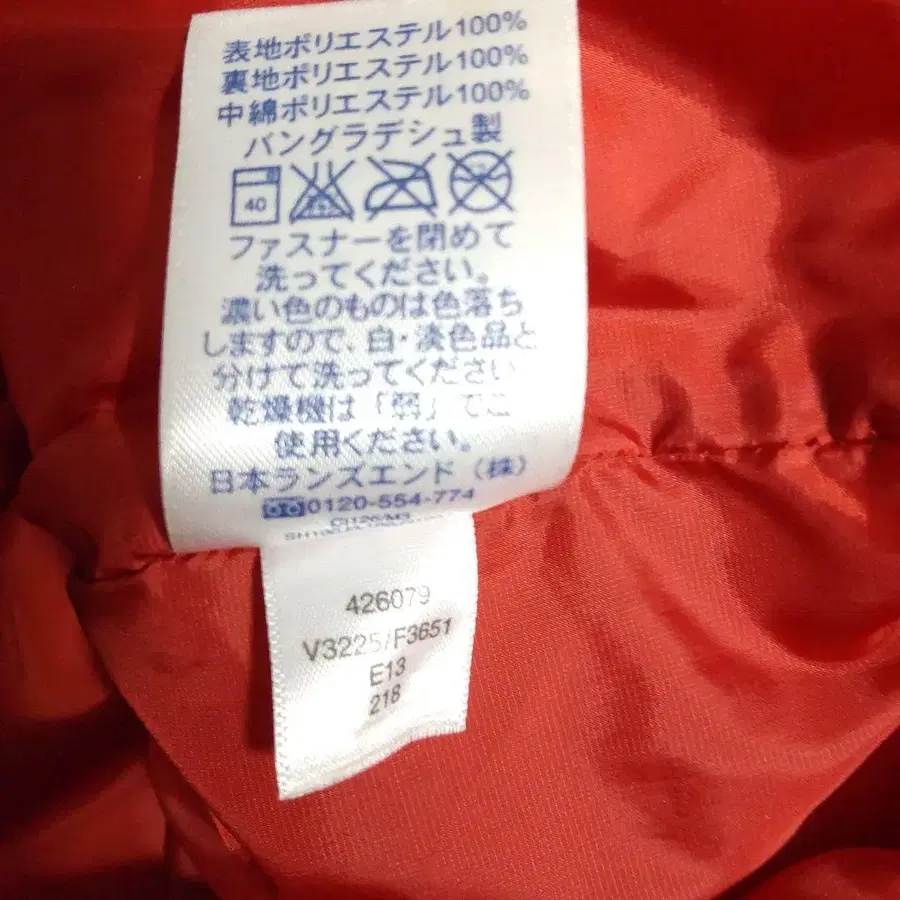 表地ポリエステル100%
裏地ポリエステル100%
中綿ポリエステル100%
バングラデシュ製
40
ファスナーを閉めて
洗ってください。
濃い色のものは色落ち
しますので、白・淡色品と
分けて洗ってください
乾燥機は「弱」でご
使用ください。
日本ランズエンド(株)
0120-554-774
426079
V3225/F3651
E13
218